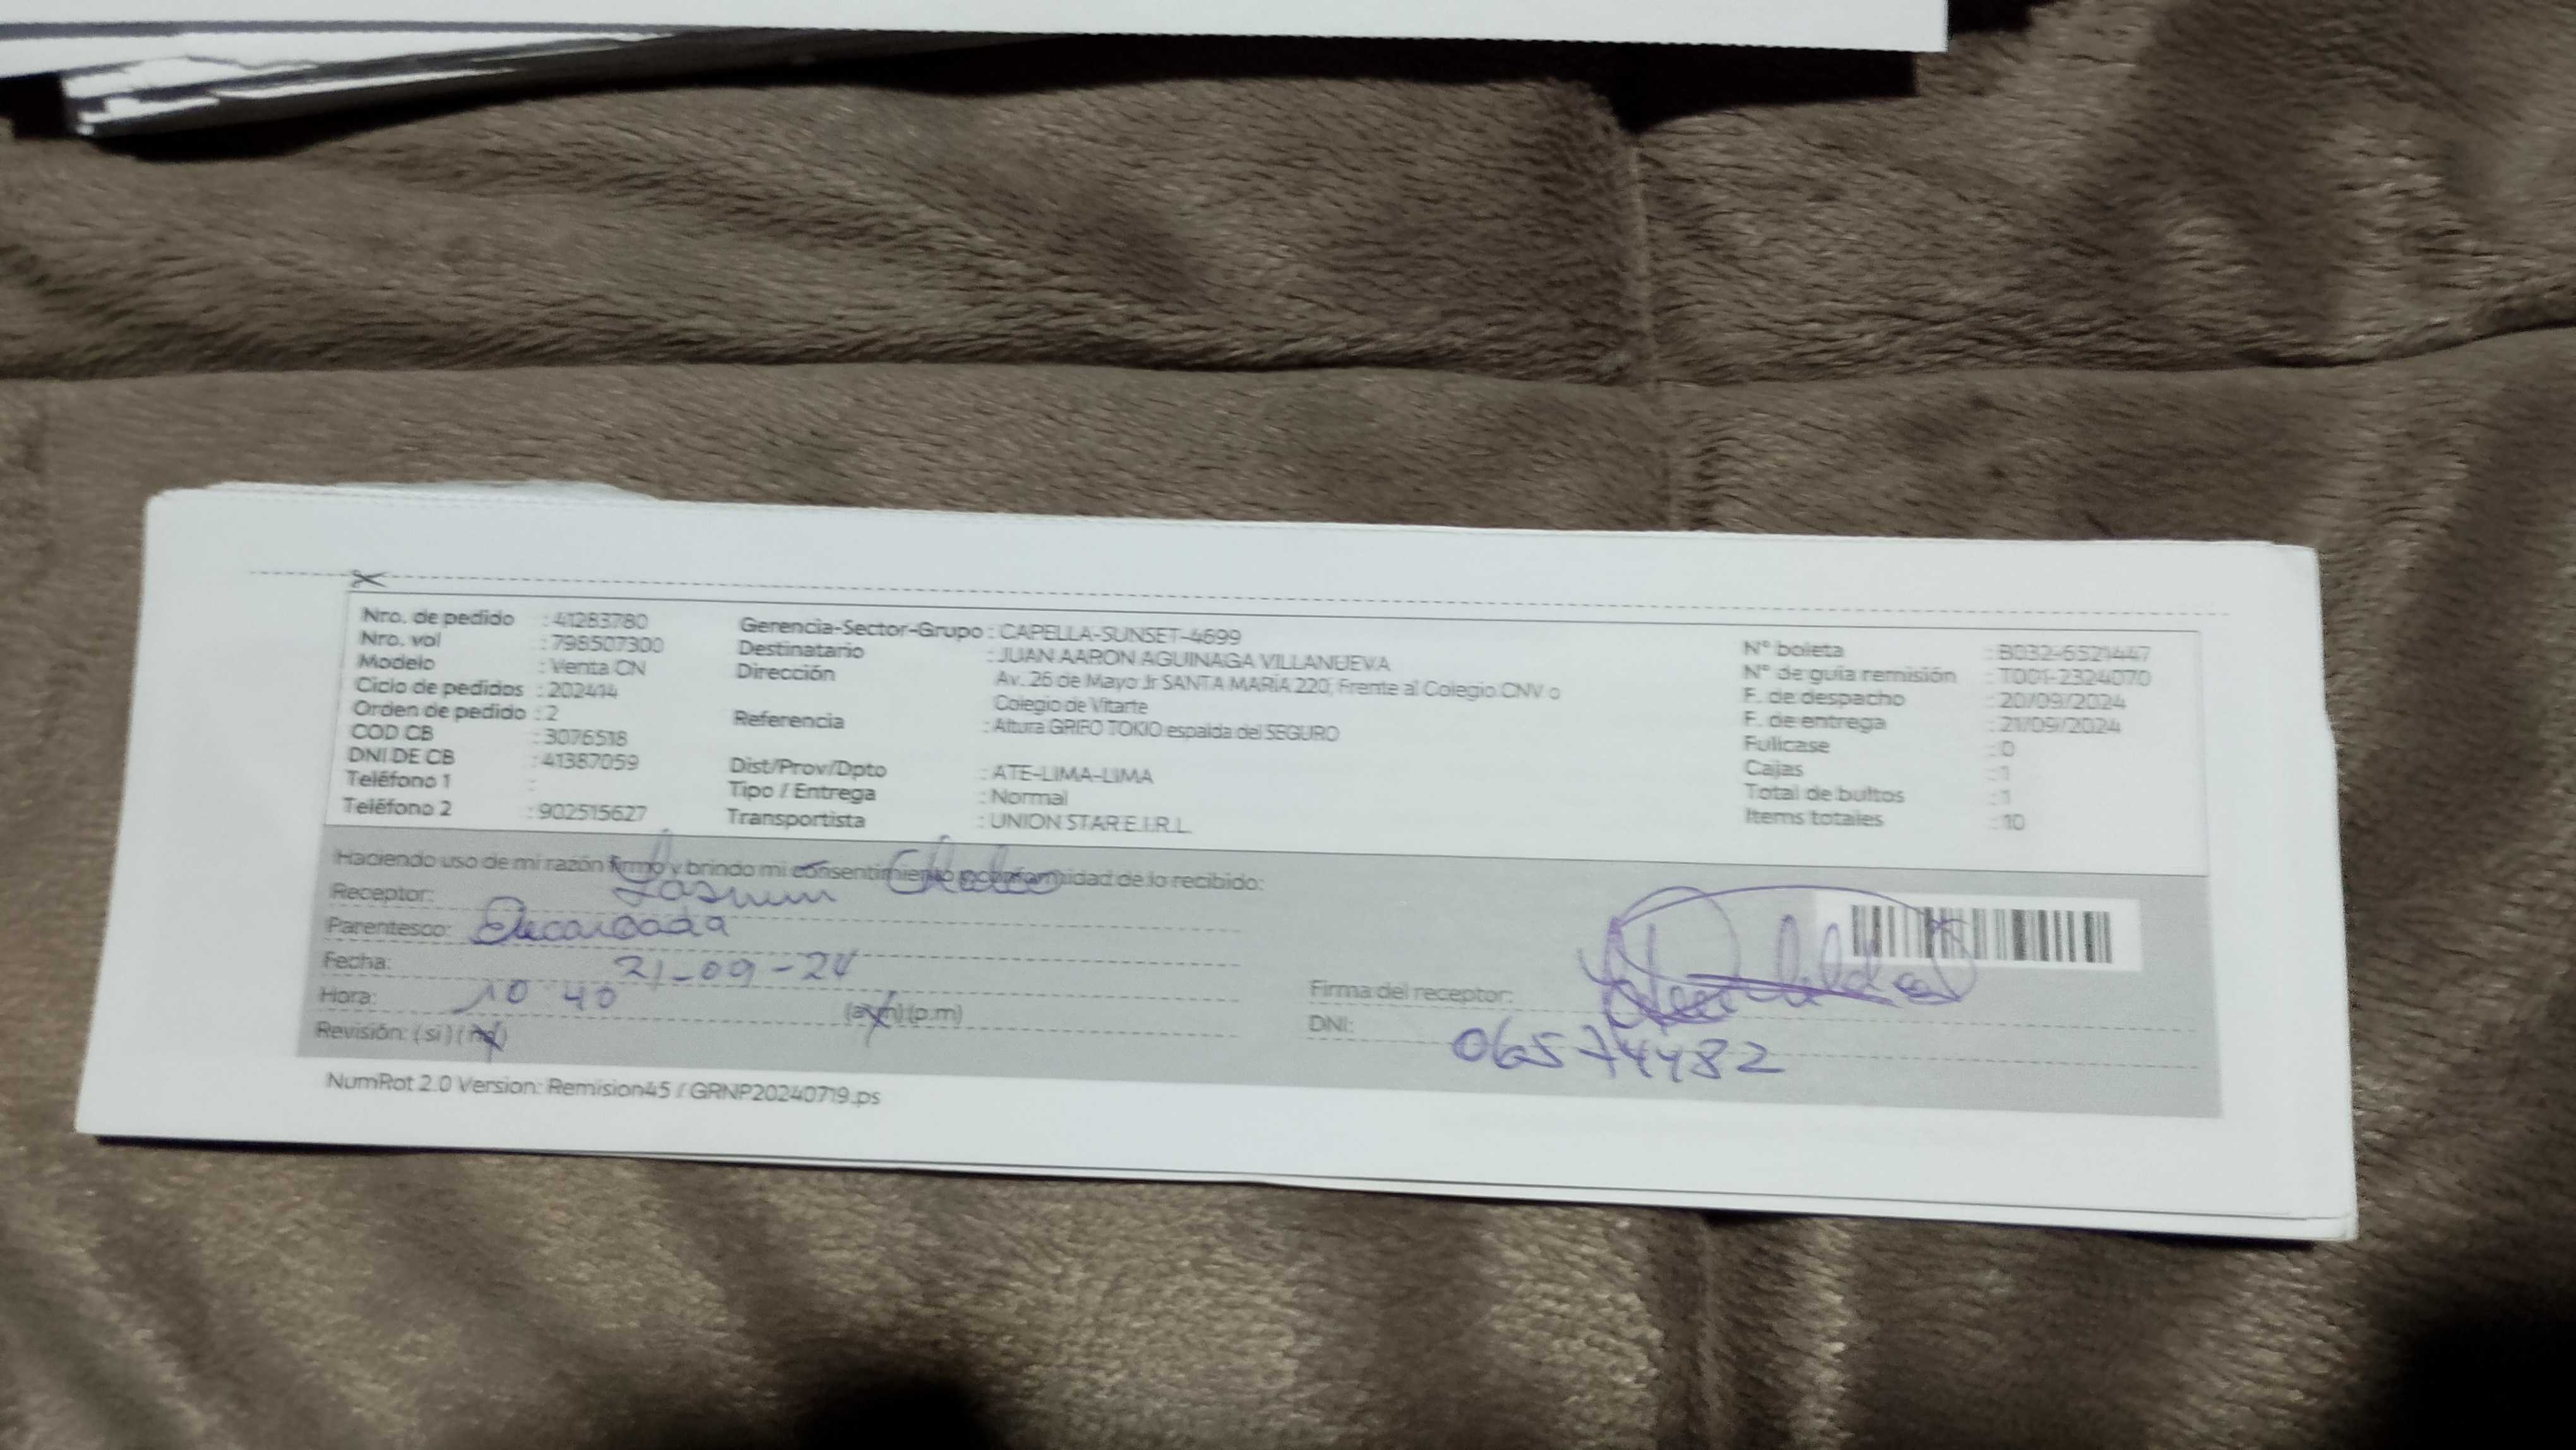 Nro. de pedido : 41283780
Nro. vol : 798507300
Modelo : Venta CN
Ciclo de pedidos : 202414
Orden de pedido : 2
COD CB : 3076518
DNI DE CB : 41387059
Teléfono 1 :
Teléfono 2 : 902515627
Gerencia-Sector-Grupo : CAPELLA-SUNSET-4699
Destinatario : JUAN AARON AGUINAGA VILLANUEVA
Dirección Av. 26 de Mayo Jr SANTA MARIA 220, Frente al Colegio CNV o
Colegio de Vitarte
Referencia : Altura GRIFO TOKIO espalda del SEGURO
Dist/Prov/Dpto : ATE-LIMA-LIMA
Tipo / Entrega : Normal
Transportista : UNION STAR E.I.R.L.
N° boleta : B032-6521447
N° de guía remisión : T001-2324070
F. de despacho : 20/09/2024
F. de entrega : 21/09/2024
Fullcase : 0
Cajas : 1
Total de bultos : 1
Items totales : 10
Haciendo uso de mi razón firmo y brindo mi consentimiento en conformidad de lo recibido:
Receptor:
Parentesco: Encargada
Fecha: 21-09-24
Hora: 10 40 (a.m) (p.m)
Revisión: (si) (no)
Firma del receptor:
DNI: 06574482
NumRot 2.0 Version: Remision45 / GRNP20240719.ps